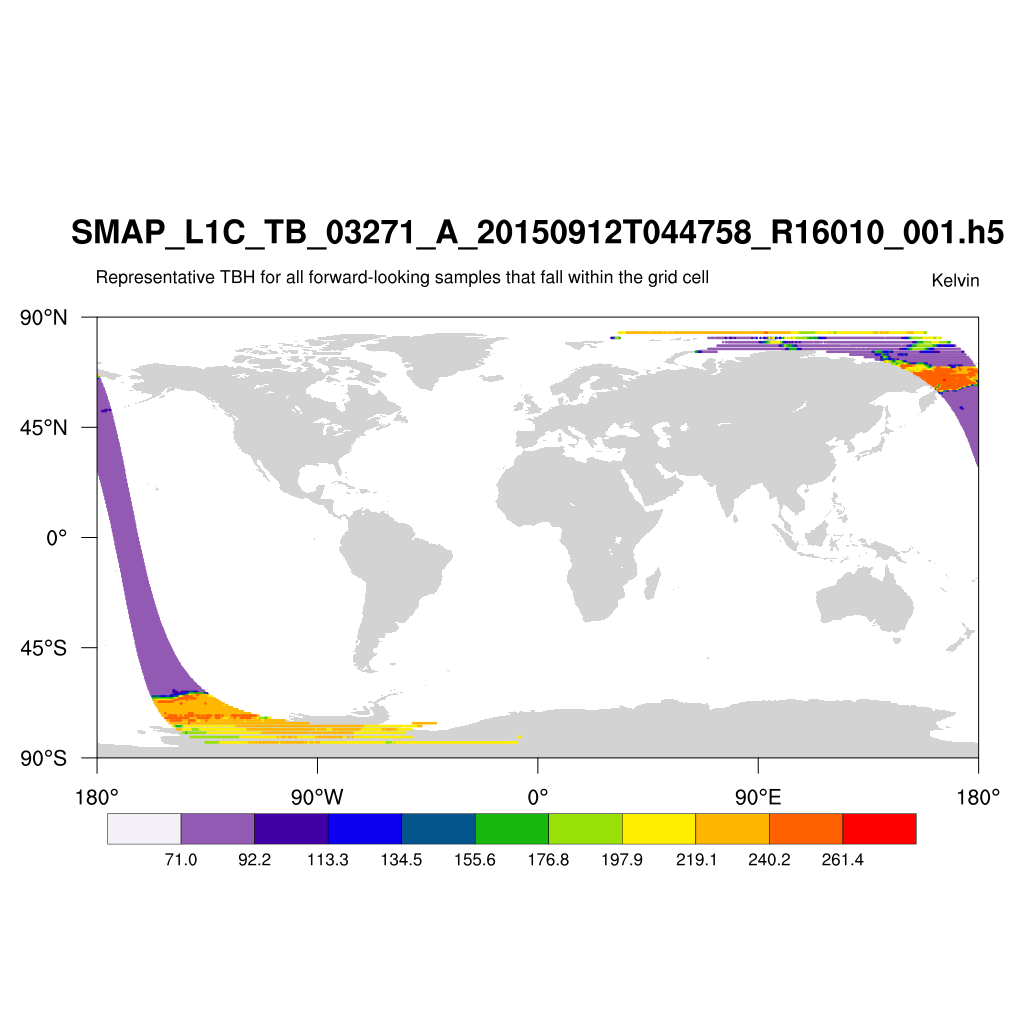 SMAP_L1C_TB_03271_A_20150912T044758_R16010_001.h5
Representative TBH for all forward-looking samples that fall within the grid cell
Kelvin
90°N
45°N
0°
45°S
90°S
180° 90°W 0° 90°E 180°
71.0 92.2 113.3 134.5 155.6 176.8 197.9 219.1 240.2 261.4